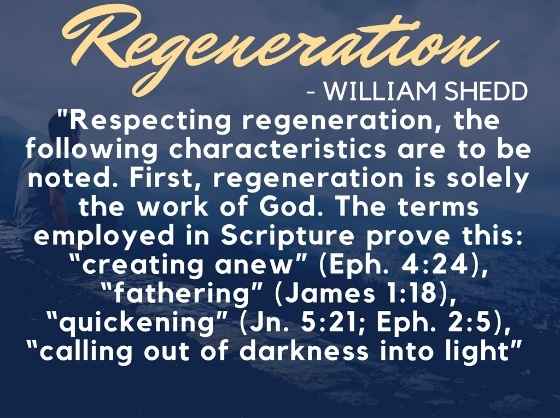 Regeneration
- WILLIAM SHEDD
"Respecting regeneration, the
following characteristics are to be
noted. First, regeneration is solely
the work of God. The terms
employed in Scripture prove this:
“creating anew” (Eph. 4:24),
“fathering” (James 1:18),
“quickening” (Jn. 5:21; Eph. 2:5),
“calling out of darkness into light”